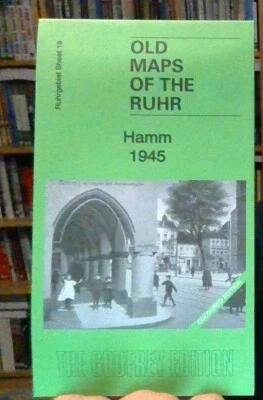 Ruhrgebiet Sheet 19
OLD
MAPS
OF THE
RUHR
Hamm
1945
THE GODFREY EDITION